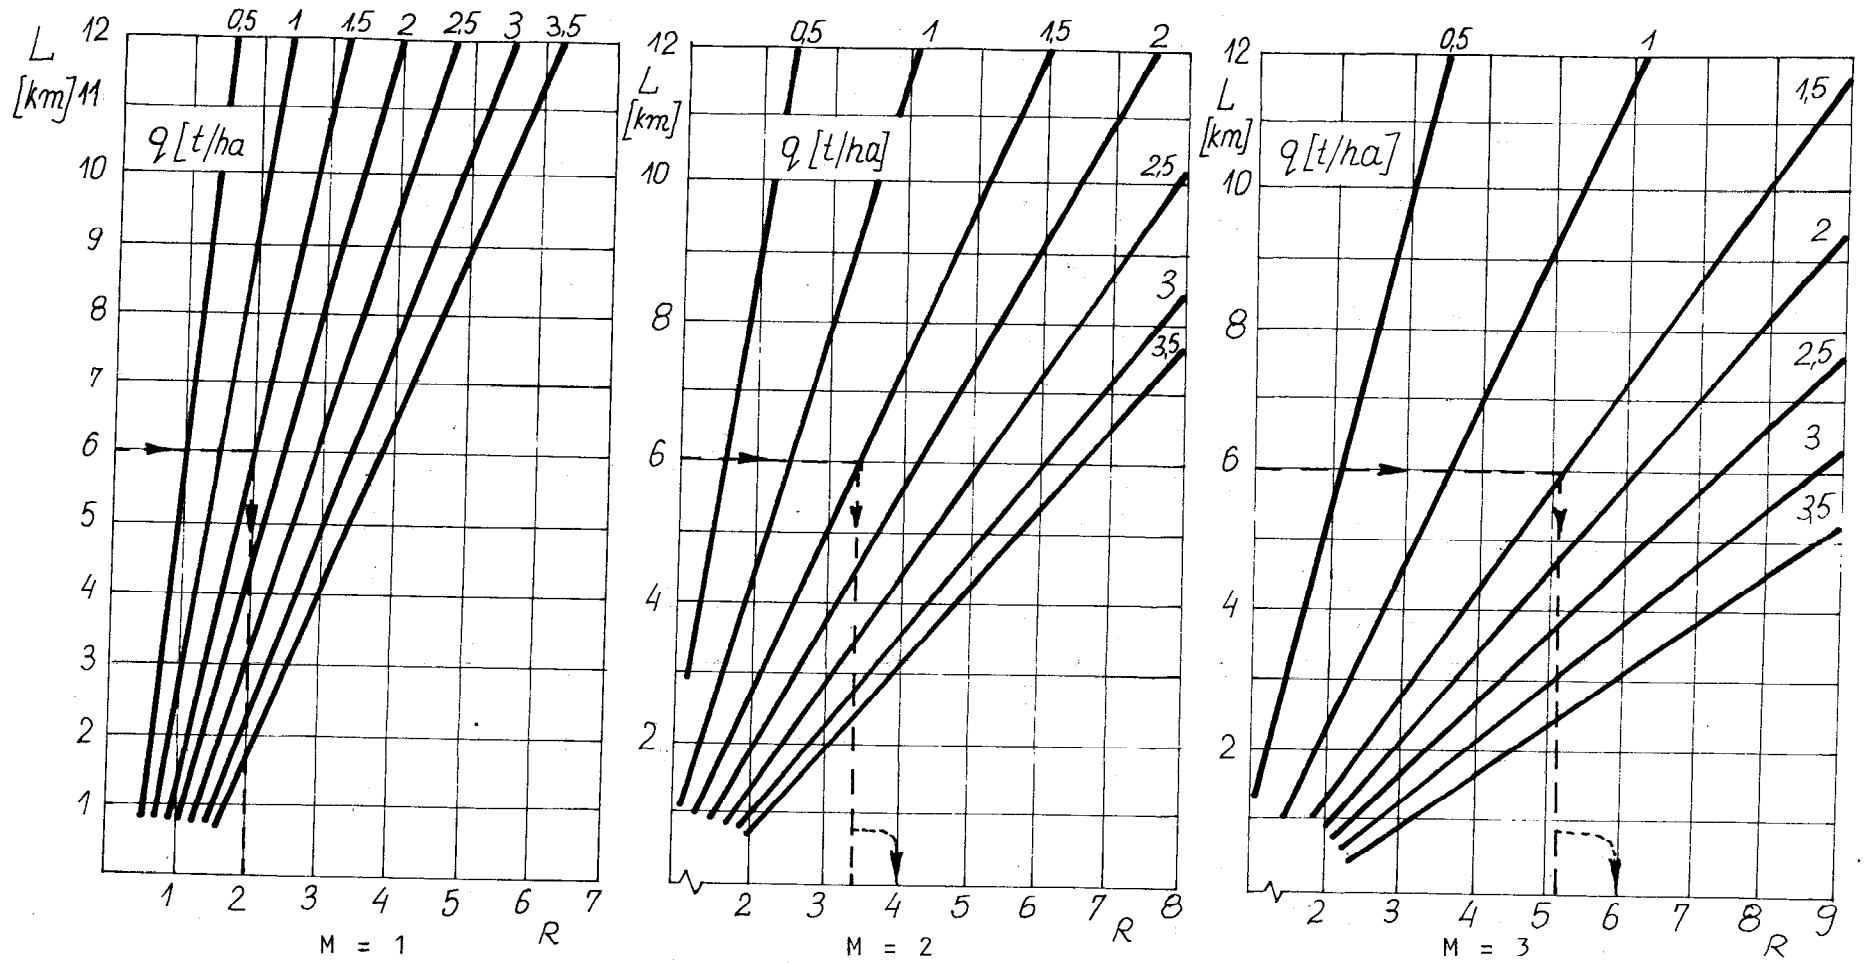 L
[km]
q[t/ha
0,5 1 1,5 2 2,5 3 3,5
12
11
10
9
8
7
6
5
4
3
2
1
1 2 3 4 5 6 7
R
M = 1
L
[km]
q[t/ha]
0,5 1 1,5 2
2,5
3
3,5
12
10
8
6
4
2
2 3 4 5 6 7 8
R
M = 2
L
[km]
q[t/ha]
0,5 1
1,5
2
2,5
3
3,5
12
10
8
6
4
2
2 3 4 5 6 7 8 9
R
M = 3